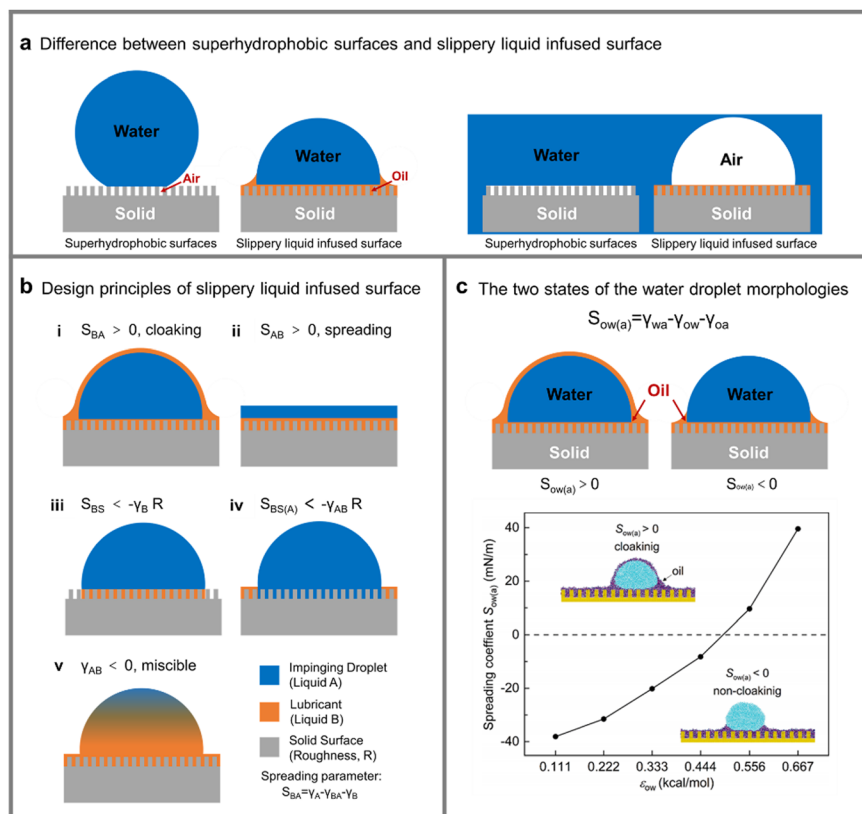 a Difference between superhydrophobic surfaces and slippery liquid infused surface
Water
Air
Solid
Superhydrophobic surfaces
Water
Oil
Solid
Slippery liquid infused surface
Water
Solid
Superhydrophobic surfaces
Air
Solid
Slippery liquid infused surface
b Design principles of slippery liquid infused surface
i S_BA > 0, cloaking
ii S_AB > 0, spreading
iii S_BS < -γ_B R
iv S_BS(A) < -γ_AB R
v γ_AB < 0, miscible
Impinging Droplet
(Liquid A)
Lubricant
(Liquid B)
Solid Surface
(Roughness, R)
Spreading parameter:
S_BA=γ_A-γ_BA-γ_B
c The two states of the water droplet morphologies
S_ow(a)=γ_wa-γ_ow-γ_oa
Water
Oil
Water
Solid
Solid
S_ow(a) > 0
S_ow(a) < 0
Spreading coeffient S_ow(a) (mN/m)
40
20
0
-20
-40
S_ow(a) > 0
cloakinig
oil
S_ow(a) < 0
non-cloakinig
0.111 0.222 0.333 0.444 0.556 0.667
ε_ow (kcal/mol)